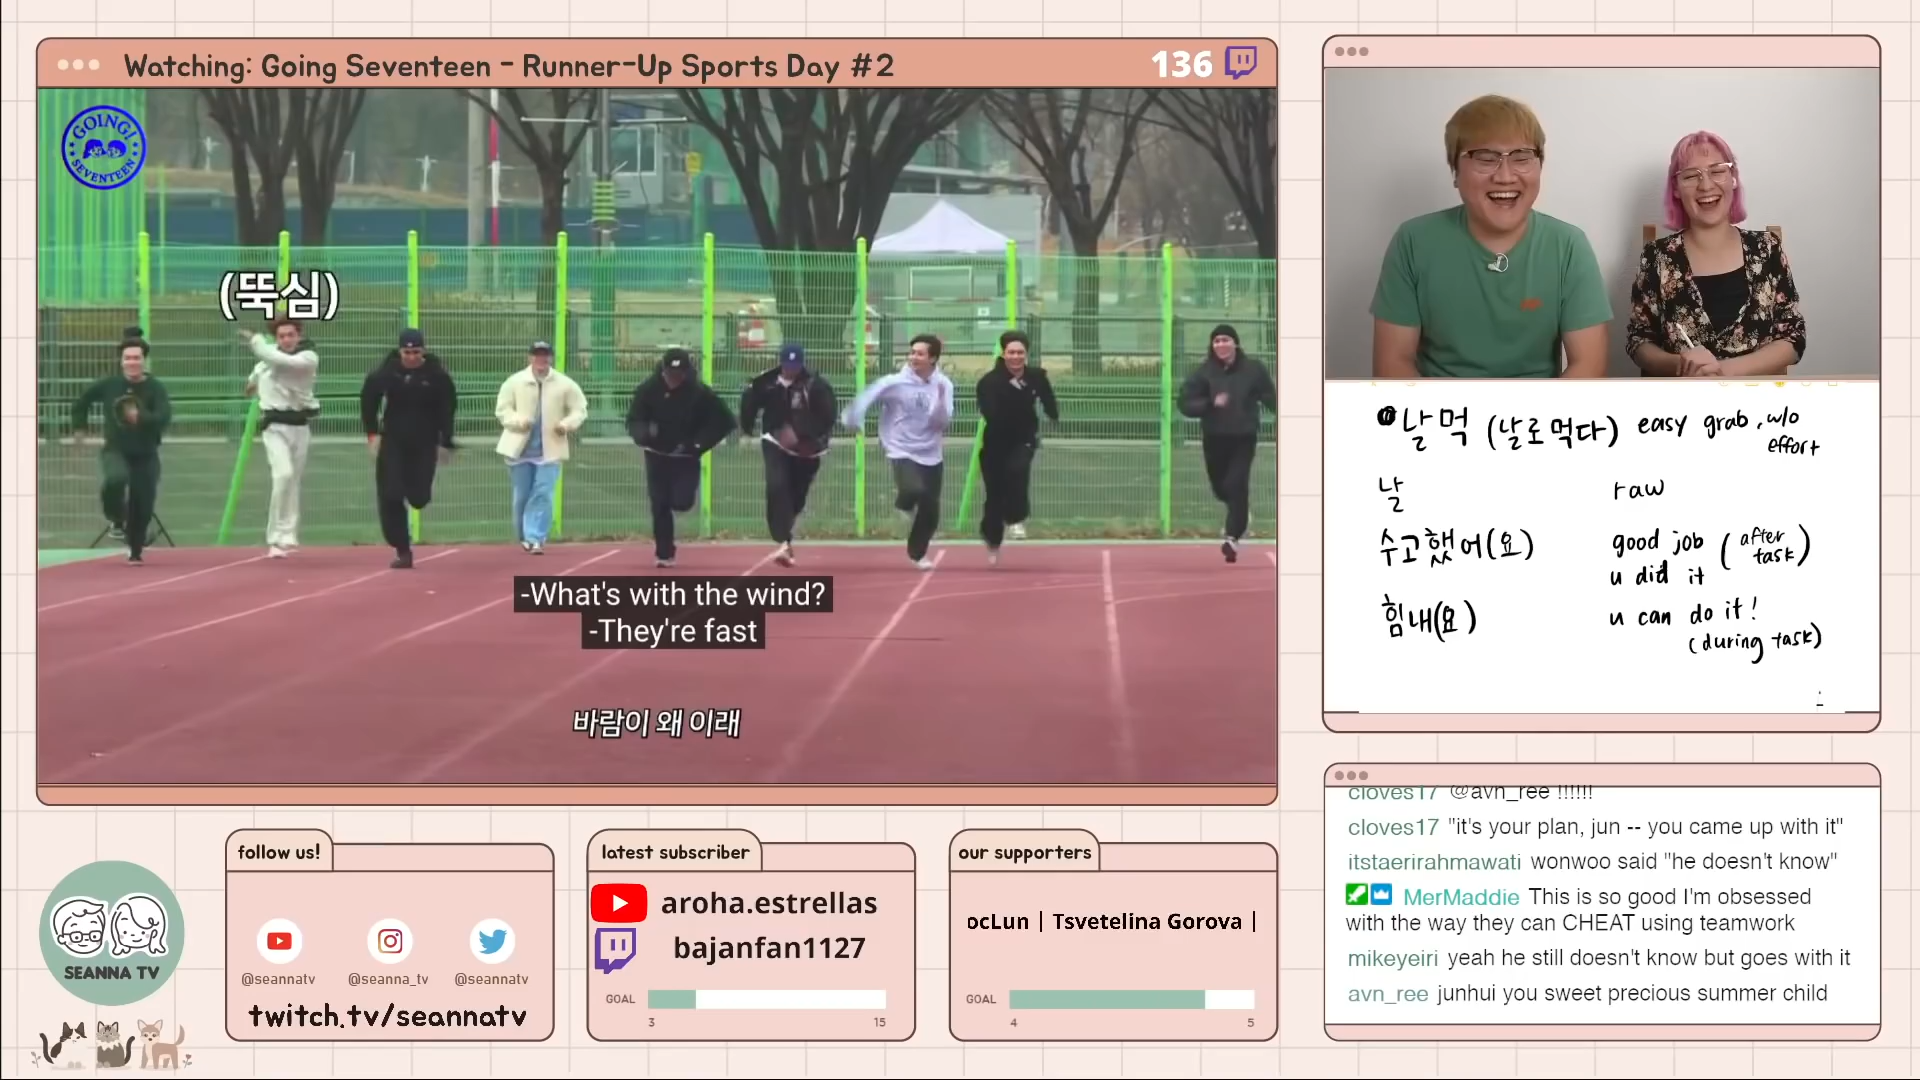 Watching: Going Seventeen - Runner-Up Sports Day #2
136
GOING!
SEVENTEEN
(뚝심)
-What's with the wind?
-They're fast
바람이 왜 이래
날먹 (날로먹다) easy grab, w/o effort
날 raw
수고했어(요) good job (after task)
u did it
힘내(요) u can do it!
(during task)
cloves17 @avn_ree !!!!!!
cloves17 "it's your plan, jun -- you came up with it"
itstaerirahmawati wonwoo said "he doesn't know"
MerMaddie This is so good I'm obsessed
with the way they can CHEAT using teamwork
mikeyeiri yeah he still doesn't know but goes with it
avn_ree junhui you sweet precious summer child
SEANNA TV
follow us!
@seannatv @seanna_tv @seannatv
twitch.tv/seannatv
latest subscriber
aroha.estrellas
bajanfan1127
GOAL
3 15
our supporters
ocLun | Tsvetelina Gorova |
GOAL
4 5